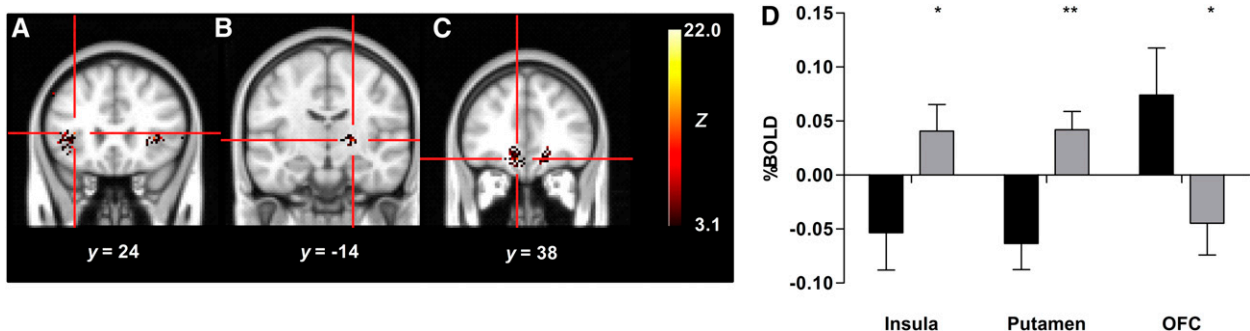 A
B
C
22.0
Z
3.1
y = 24
y = -14
y = 38
D
0.15
0.10
0.05
0.00
-0.05
-0.10
%BOLD
*
**
*
Insula
Putamen
OFC